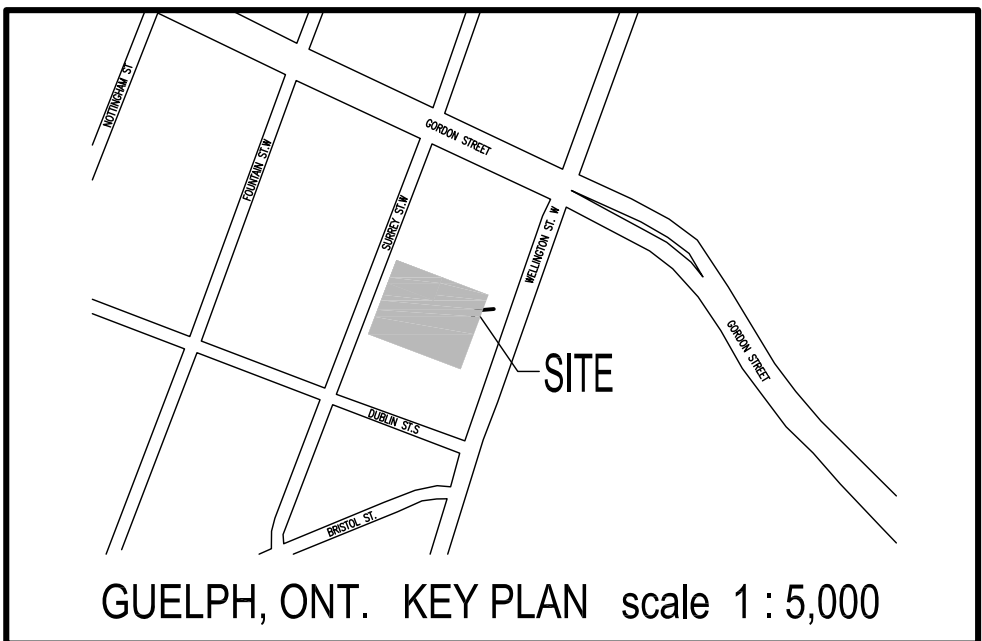 NOTTINGHAM ST
GORDON STREET
FOUNTAIN ST.W
SURREY ST.W
WELLINGTON ST. W
GORDON STREET
SITE
DUBLIN ST.S
BRISTOL ST.
GUELPH, ONT. KEY PLAN scale 1 : 5,000